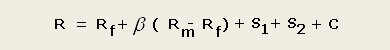 R = Rf + β ( Rm - Rf ) + S1 + S2 + C